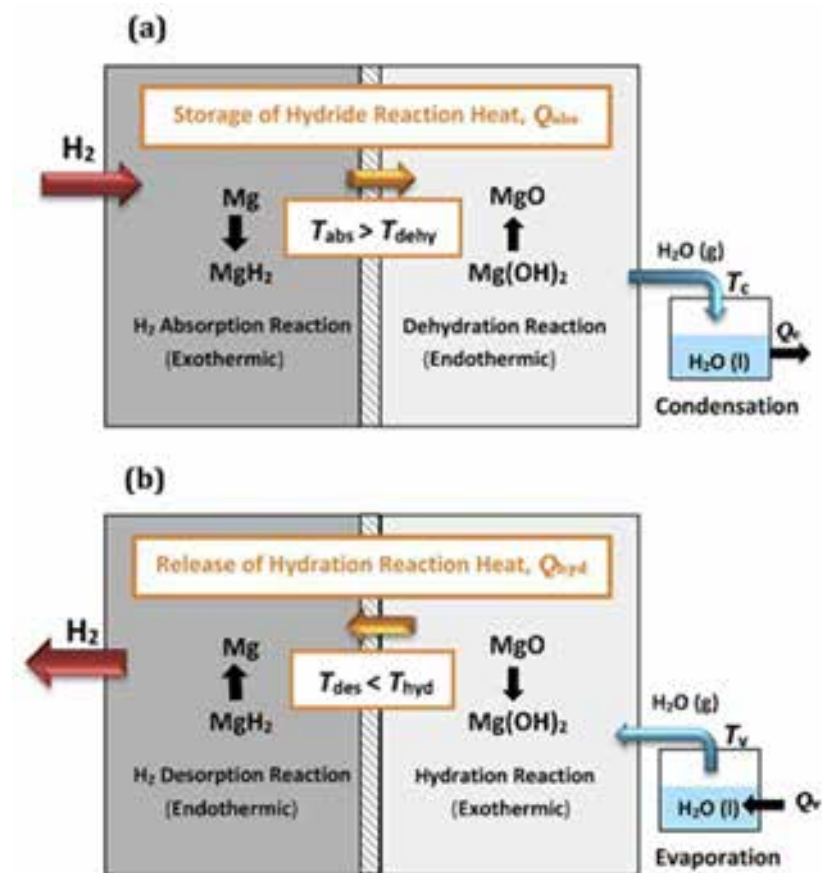 (a)
Storage of Hydride Reaction Heat, Qabs
H₂
Mg
MgH₂
Tabs > Tdehy
MgO
Mg(OH)₂
H₂ Absorption Reaction
(Exothermic)
Dehydration Reaction
(Endothermic)
H₂O (g)
Tc
Qc
H₂O (l)
Condensation
(b)
Release of Hydration Reaction Heat, Qhyd
H₂
Mg
MgH₂
Tdes < Thyd
MgO
Mg(OH)₂
H₂ Desorption Reaction
(Endothermic)
Hydration Reaction
(Exothermic)
H₂O (g)
Tv
H₂O (l)
Qv
Evaporation